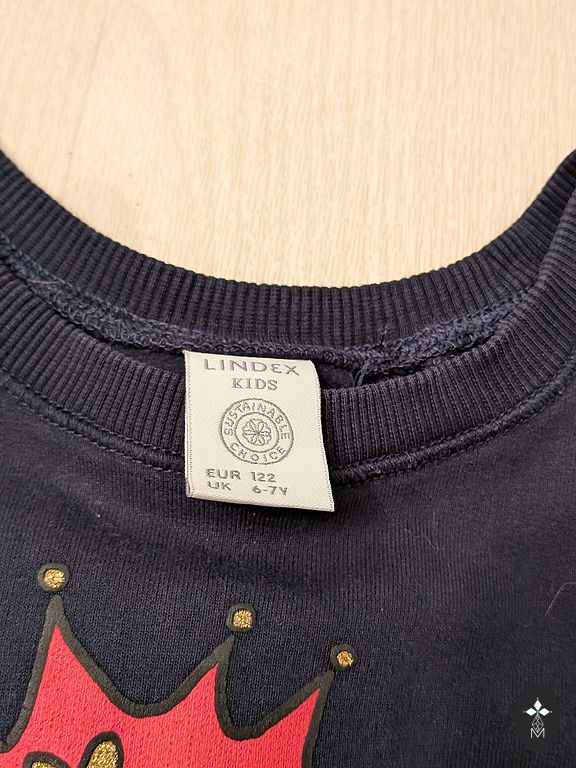 LINDEX
KIDS
SUSTAINABLE
CHOICE
EUR 122
UK 6-7Y